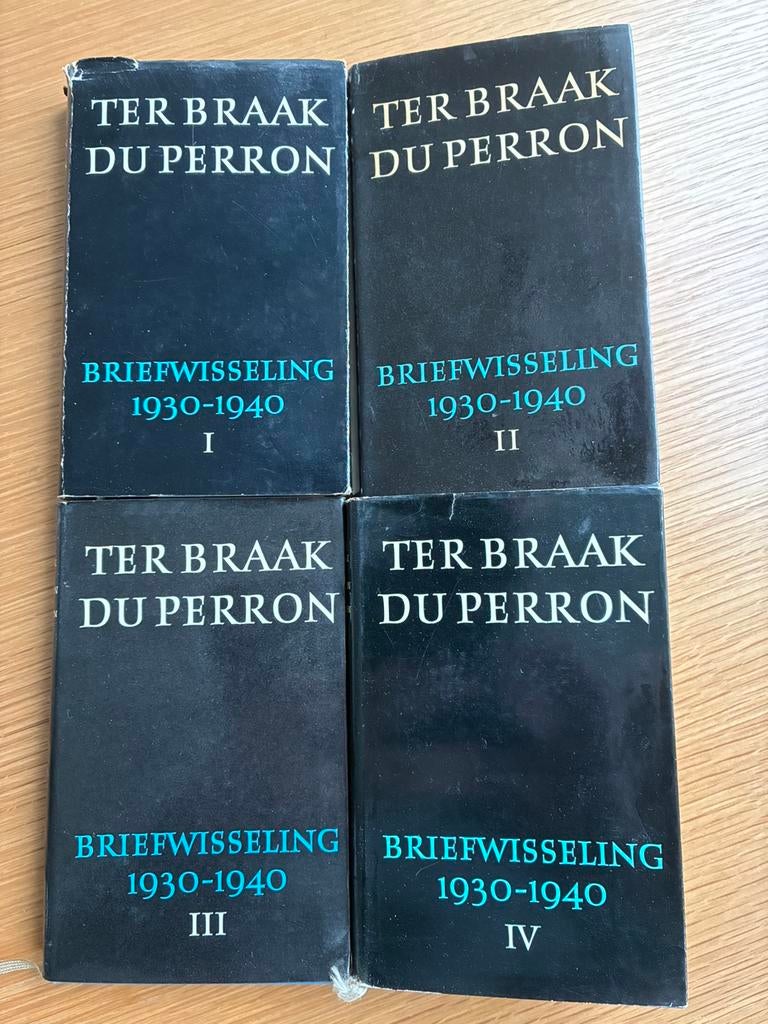 TER BRAAK
DU PERRON
BRIEFWISSELING
1930-1940
I
TER BRAAK
DU PERRON
BRIEFWISSELING
1930-1940
II
TER BRAAK
DU PERRON
BRIEFWISSELING
1930-1940
III
TER BRAAK
DU PERRON
BRIEFWISSELING
1930-1940
IV